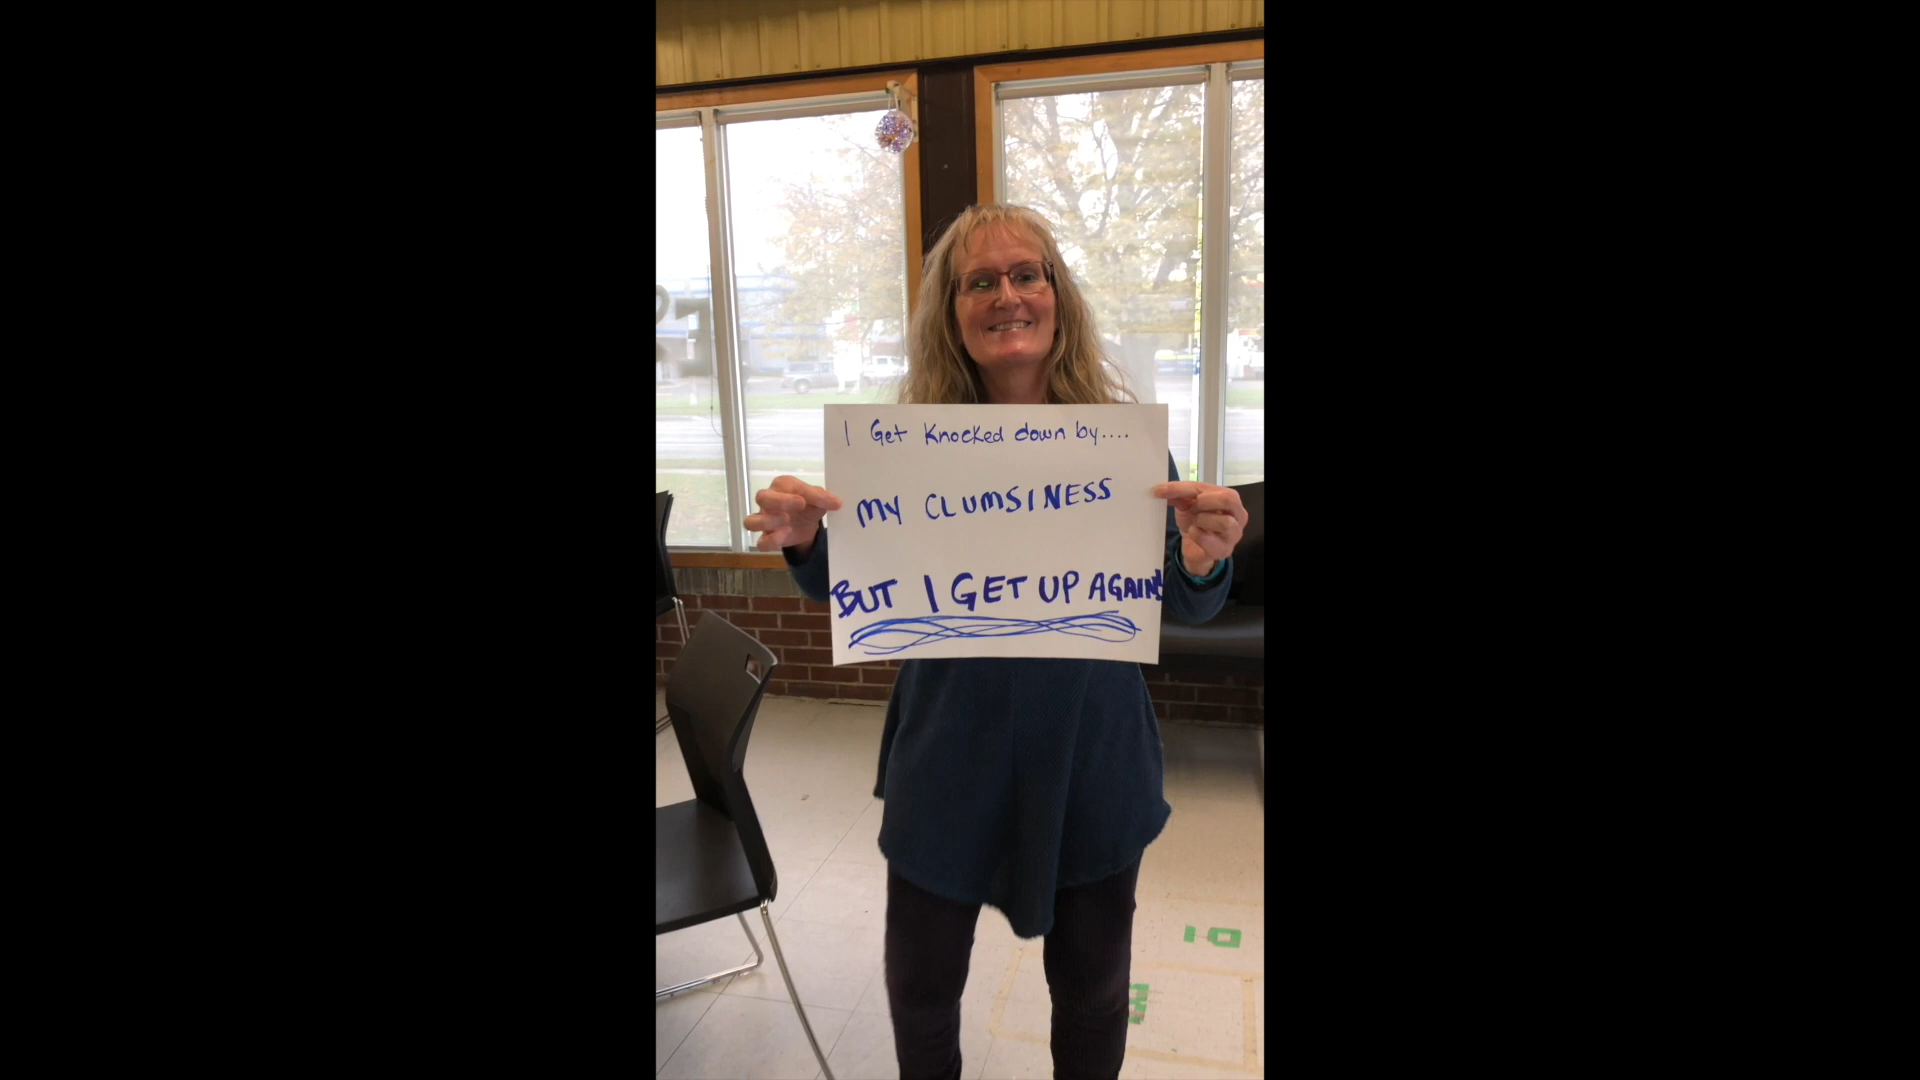 I Get Knocked down by....
MY CLUMSINESS
BUT I GET UP AGAIN!